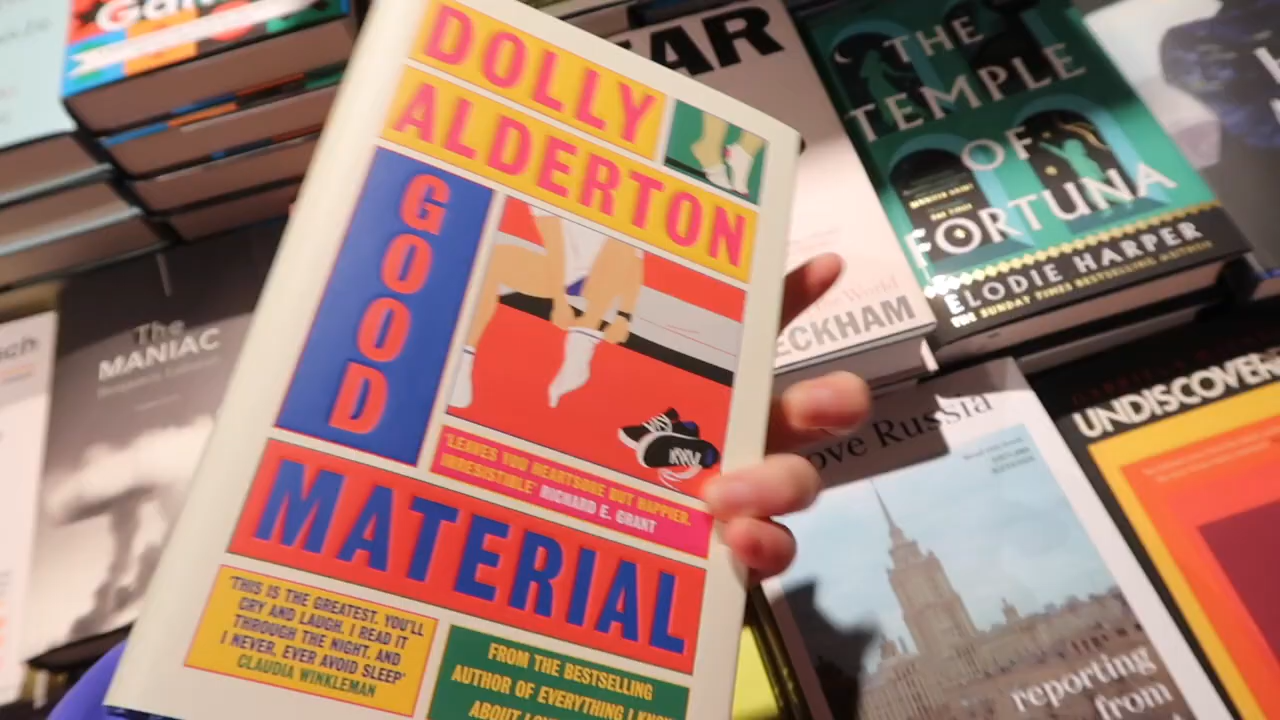 DOLLY
ALDERTON
GOOD
MATERIAL
'LEAVES YOU HEARTSORE BUT HAPPIER.
IRRESISTIBLE' RICHARD E. GRANT
'THIS IS THE GREATEST. YOU'LL
CRY AND LAUGH. I READ IT
THROUGH THE NIGHT. AND
I NEVER, EVER AVOID SLEEP'
CLAUDIA WINKLEMAN
FROM THE BESTSELLING
AUTHOR OF EVERYTHING I KNOW
ABOUT
The
MANIAC
AR
World
ECKHAM
THE
TEMPLE
OF
FORTUNA
ELODIE HARPER
THE SUNDAY TIMES BESTSELLING AUTHOR
ove Russia
reporting
from
UNDISCOVER